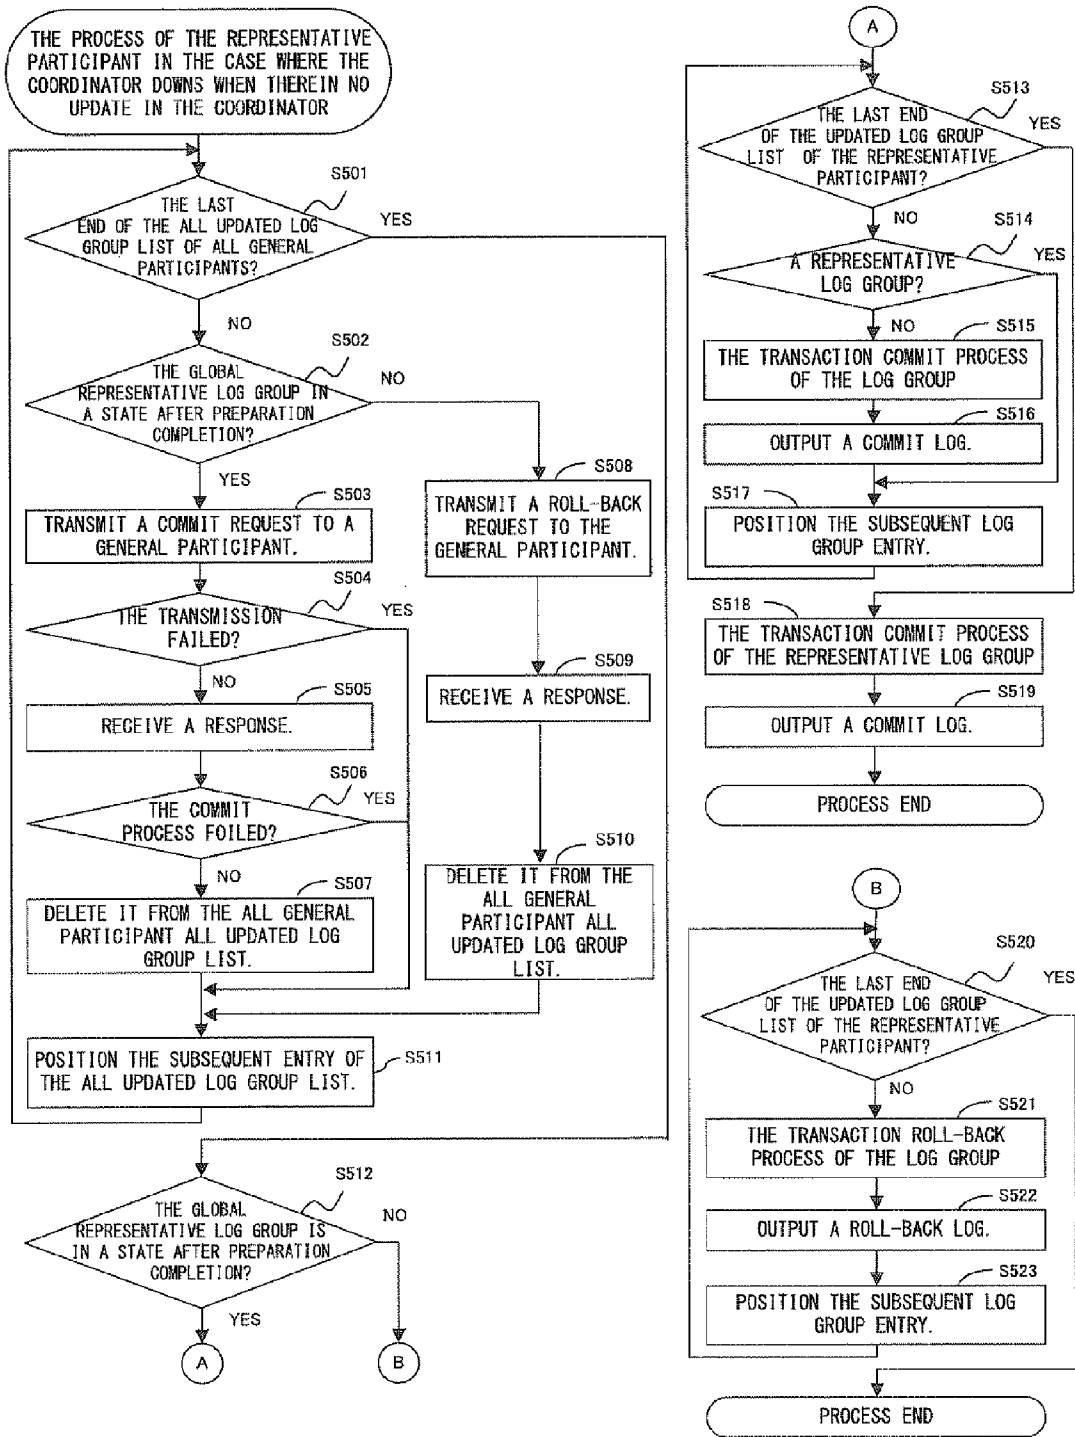 THE PROCESS OF THE REPRESENTATIVE
PARTICIPANT IN THE CASE WHERE THE
COORDINATOR DOWNS WHEN THEREIN NO
UPDATE IN THE COORDINATOR
S501
THE LAST
END OF THE ALL UPDATED LOG
GROUP LIST OF ALL GENERAL
PARTICIPANTS?
YES
NO
S502
THE GLOBAL
REPRESENTATIVE LOG GROUP IN
A STATE AFTER PREPARATION
COMPLETION?
NO
YES
S503
TRANSMIT A COMMIT REQUEST TO A
GENERAL PARTICIPANT.
S504
THE TRANSMISSION
FAILED?
YES
NO
S505
RECEIVE A RESPONSE.
S506
THE COMMIT
PROCESS FOILED?
YES
NO
S507
DELETE IT FROM THE ALL GENERAL
PARTICIPANT ALL UPDATED LOG
GROUP LIST.
S508
TRANSMIT A ROLL-BACK
REQUEST TO THE
GENERAL PARTICIPANT.
S509
RECEIVE A RESPONSE.
S510
DELETE IT FROM THE
ALL GENERAL
PARTICIPANT ALL
UPDATED LOG GROUP
LIST.
POSITION THE SUBSEQUENT ENTRY OF
THE ALL UPDATED LOG GROUP LIST.
S511
S512
THE GLOBAL
REPRESENTATIVE LOG GROUP IS
IN A STATE AFTER PREPARATION
COMPLETION?
NO
YES
A
B
A
S513
THE LAST END
OF THE UPDATED LOG GROUP
LIST OF THE REPRESENTATIVE
PARTICIPANT?
YES
NO
S514
A REPRESENTATIVE
LOG GROUP?
YES
NO
S515
THE TRANSACTION COMMIT PROCESS
OF THE LOG GROUP
S516
OUTPUT A COMMIT LOG.
S517
POSITION THE SUBSEQUENT LOG
GROUP ENTRY.
S518
THE TRANSACTION COMMIT PROCESS
OF THE REPRESENTATIVE LOG GROUP
S519
OUTPUT A COMMIT LOG.
PROCESS END
B
S520
THE LAST END
OF THE UPDATED LOG GROUP
LIST OF THE REPRESENTATIVE
PARTICIPANT?
YES
NO
S521
THE TRANSACTION ROLL-BACK
PROCESS OF THE LOG GROUP
S522
OUTPUT A ROLL-BACK LOG.
S523
POSITION THE SUBSEQUENT LOG
GROUP ENTRY.
PROCESS END